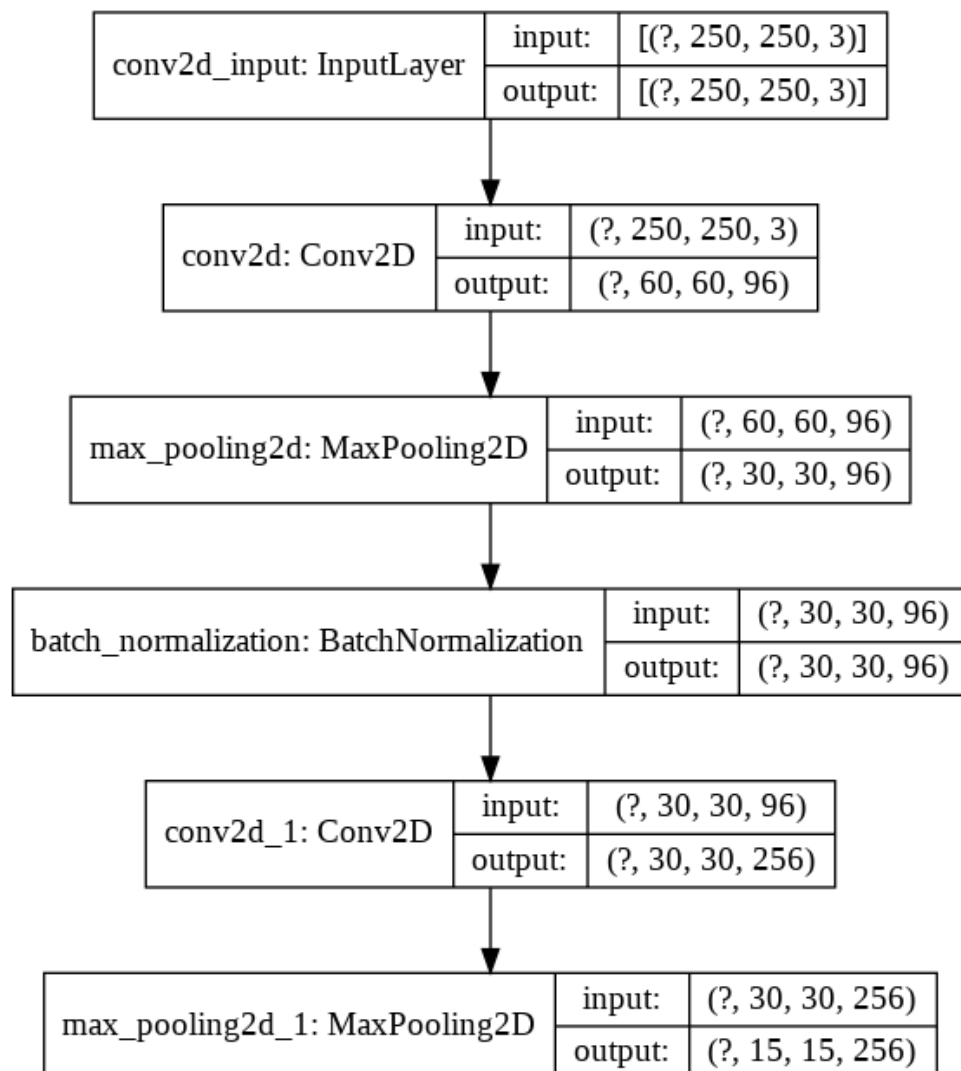 conv2d_input: InputLayer
input: [(?, 250, 250, 3)]
output: [(?, 250, 250, 3)]
conv2d: Conv2D
input: (?, 250, 250, 3)
output: (?, 60, 60, 96)
max_pooling2d: MaxPooling2D
input: (?, 60, 60, 96)
output: (?, 30, 30, 96)
batch_normalization: BatchNormalization
input: (?, 30, 30, 96)
output: (?, 30, 30, 96)
conv2d_1: Conv2D
input: (?, 30, 30, 96)
output: (?, 30, 30, 256)
max_pooling2d_1: MaxPooling2D
input: (?, 30, 30, 256)
output: (?, 15, 15, 256)